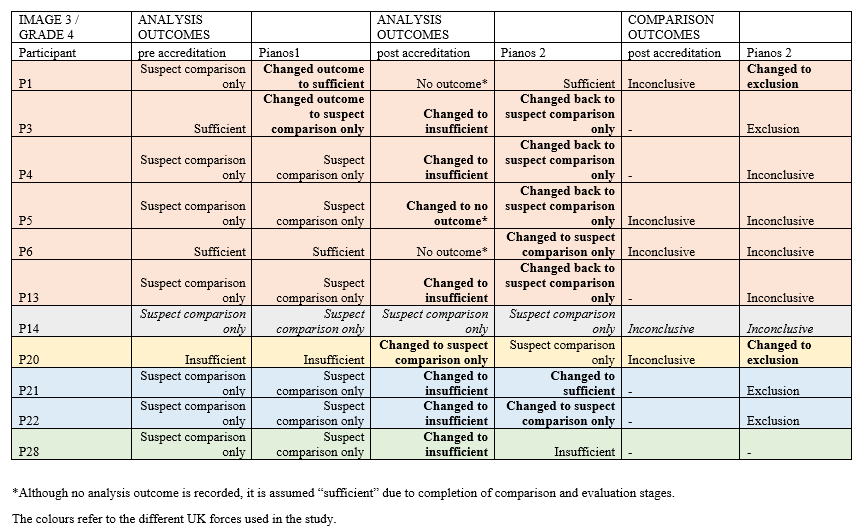 IMAGE 3 / GRADE 4 ANALYSIS OUTCOMES ANALYSIS OUTCOMES COMPARISON OUTCOMES
Participant pre accreditation Pianos1 post accreditation Pianos 2 post accreditation Pianos 2
P1 Suspect comparison only Changed outcome to sufficient No outcome* Sufficient Inconclusive Changed to exclusion
P3 Sufficient Changed outcome to suspect comparison only Changed to insufficient Changed back to suspect comparison only - Exclusion
P4 Suspect comparison only Suspect comparison only Changed to insufficient Changed back to suspect comparison only - Inconclusive
P5 Suspect comparison only Suspect comparison only Changed to no outcome* Changed back to suspect comparison only Inconclusive Inconclusive
P6 Sufficient Sufficient No outcome* Changed to suspect comparison only Inconclusive Inconclusive
P13 Suspect comparison only Suspect comparison only Changed to insufficient Changed back to suspect comparison only - Inconclusive
P14 Suspect comparison only Suspect comparison only Suspect comparison only Suspect comparison only Inconclusive Inconclusive
P20 Insufficient Insufficient Changed to suspect comparison only Suspect comparison only Inconclusive Changed to exclusion
P21 Suspect comparison only Suspect comparison only Changed to insufficient Changed to sufficient - Exclusion
P22 Suspect comparison only Suspect comparison only Changed to insufficient Changed to suspect comparison only - Exclusion
P28 Suspect comparison only Suspect comparison only Changed to insufficient Insufficient - -
*Although no analysis outcome is recorded, it is assumed “sufficient” due to completion of comparison and evaluation stages.
The colours refer to the different UK forces used in the study.